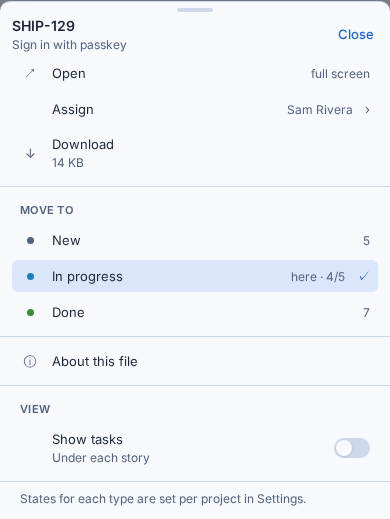 SHIP-129
Sign in with passkey
Close
Open full screen
Assign Sam Rivera
Download
14 KB
MOVE TO
New 5
In progress here · 4/5 ✓
Done 7
About this file
VIEW
Show tasks
Under each story
States for each type are set per project in Settings.